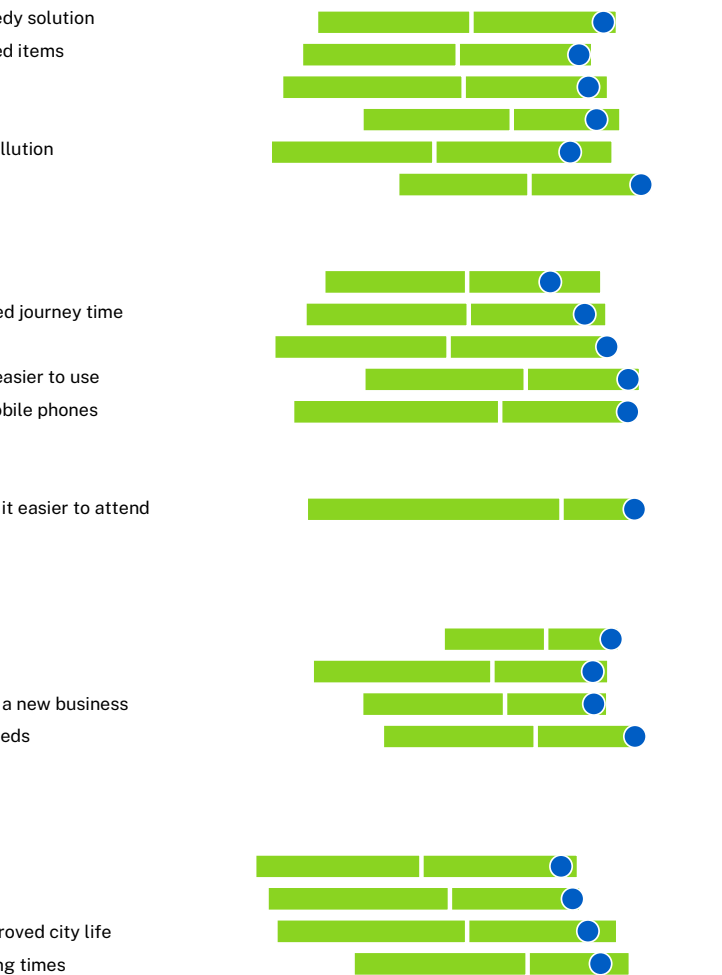 edy solution
ed items
llution
ed journey time
easier to use
obile phones
it easier to attend
a new business
eds
roved city life
ng times